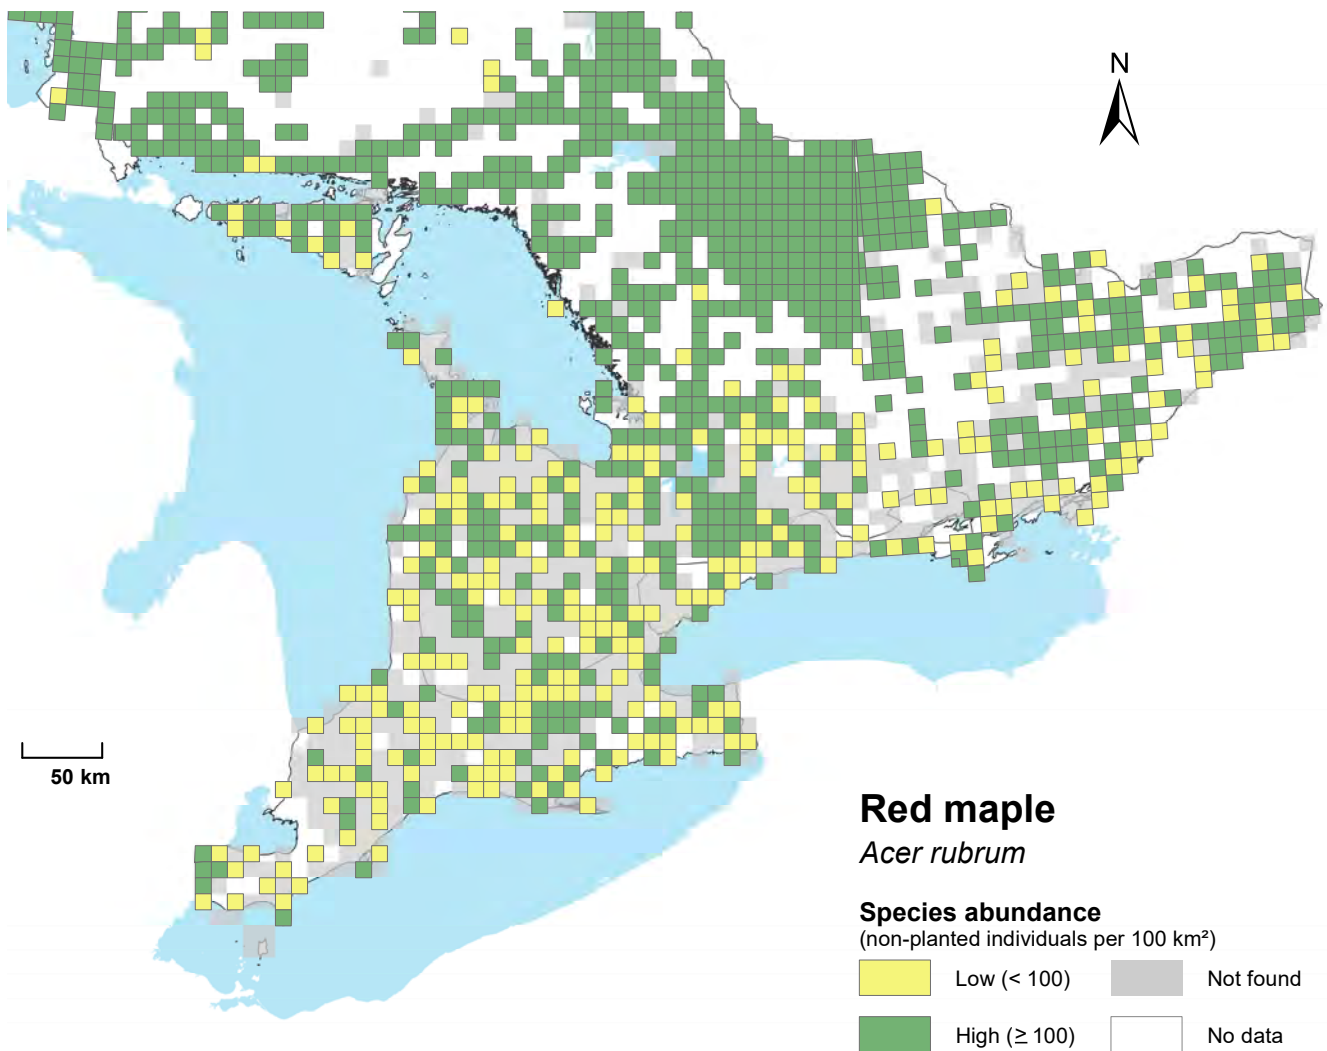 N
50 km
Red maple
Acer rubrum
Species abundance
(non-planted individuals per 100 km²)
Low (< 100)
Not found
High (≥ 100)
No data